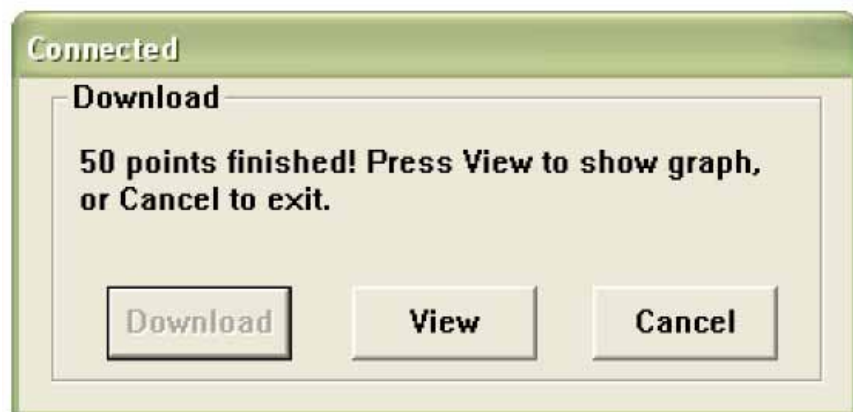 Connected
Download
50 points finished! Press View to show graph,
or Cancel to exit.
Download
View
Cancel